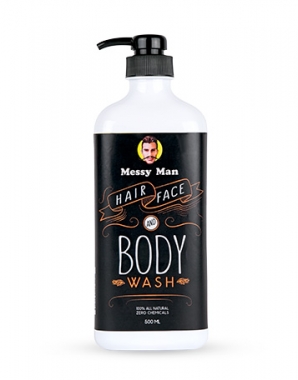 Messy Man
HAIR FACE
AND
BODY
WASH
100% ALL NATURAL
ZERO CHEMICALS
500 ML